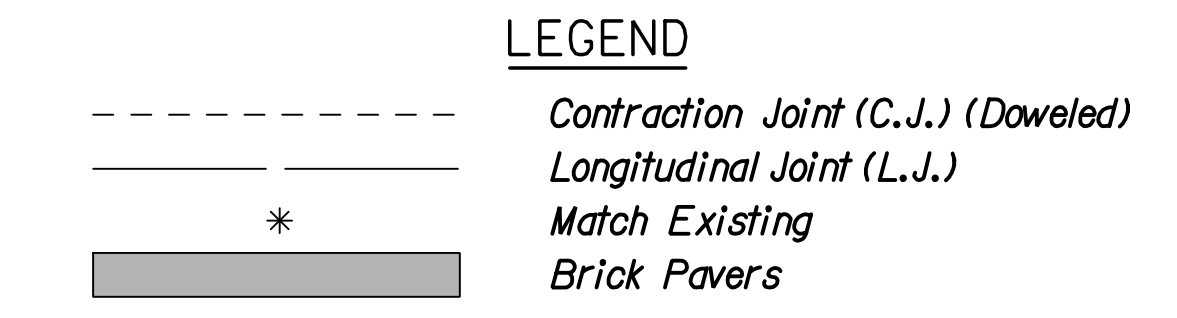 LEGEND
Contraction Joint (C.J.) (Doweled)
Longitudinal Joint (L.J.)
Match Existing
Brick Pavers